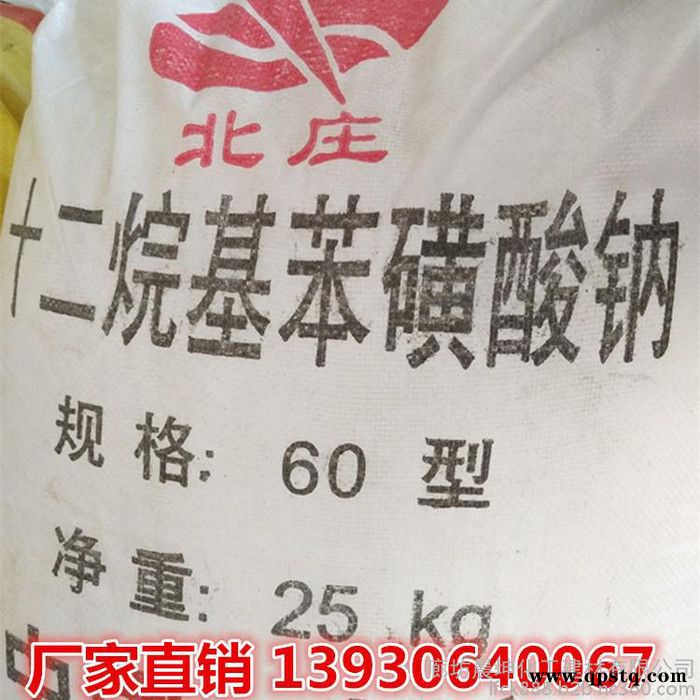 北庄
十二烷基苯磺酸钠
规格: 60 型
净重: 25 kg
厂家直销 13930640067
www.qpstq.com